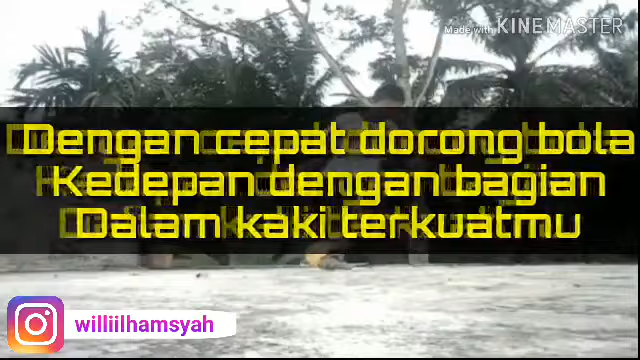 Made with KINEMASTER
Dengan cepat dorong bola
Kedepan dengan bagian
Dalam kaki terkuatmu
williilhamsyah